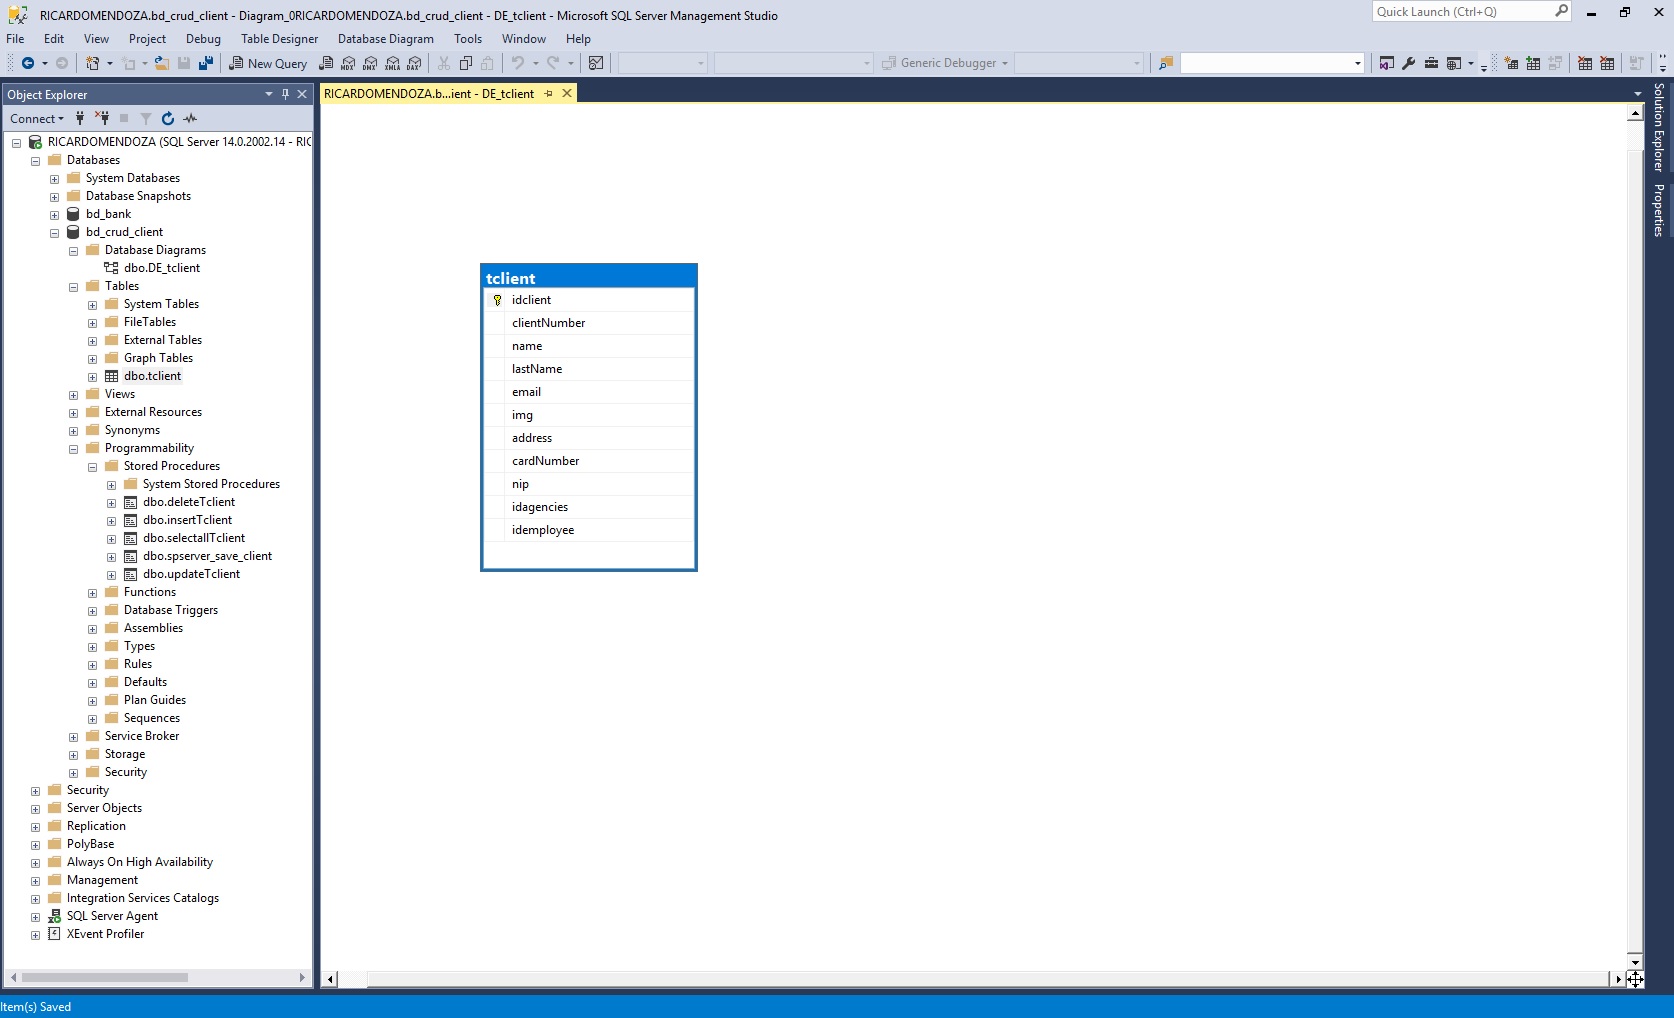 RICARDOMENDOZA.bd_crud_client - Diagram_0RICARDOMENDOZA.bd_crud_client - DE_tclient - Microsoft SQL Server Management Studio
Quick Launch (Ctrl+Q)
File Edit View Project Debug Table Designer Database Diagram Tools Window Help
New Query MDX DMX XMLA DAX Generic Debugger
Object Explorer
RICARDOMENDOZA.b...ient - DE_tclient
Connect
RICARDOMENDOZA (SQL Server 14.0.2002.14 - RIC
Databases
System Databases
Database Snapshots
bd_bank
bd_crud_client
Database Diagrams
dbo.DE_tclient
Tables
System Tables
FileTables
External Tables
Graph Tables
dbo.tclient
Views
External Resources
Synonyms
Programmability
Stored Procedures
System Stored Procedures
dbo.deleteTclient
dbo.insertTclient
dbo.selectallTclient
dbo.spserver_save_client
dbo.updateTclient
Functions
Database Triggers
Assemblies
Types
Rules
Defaults
Plan Guides
Sequences
Service Broker
Storage
Security
Security
Server Objects
Replication
PolyBase
Always On High Availability
Management
Integration Services Catalogs
SQL Server Agent
XEvent Profiler
tclient
idclient
clientNumber
name
lastName
email
img
address
cardNumber
nip
idagencies
idemployee
Solution Explorer
Properties
Item(s) Saved